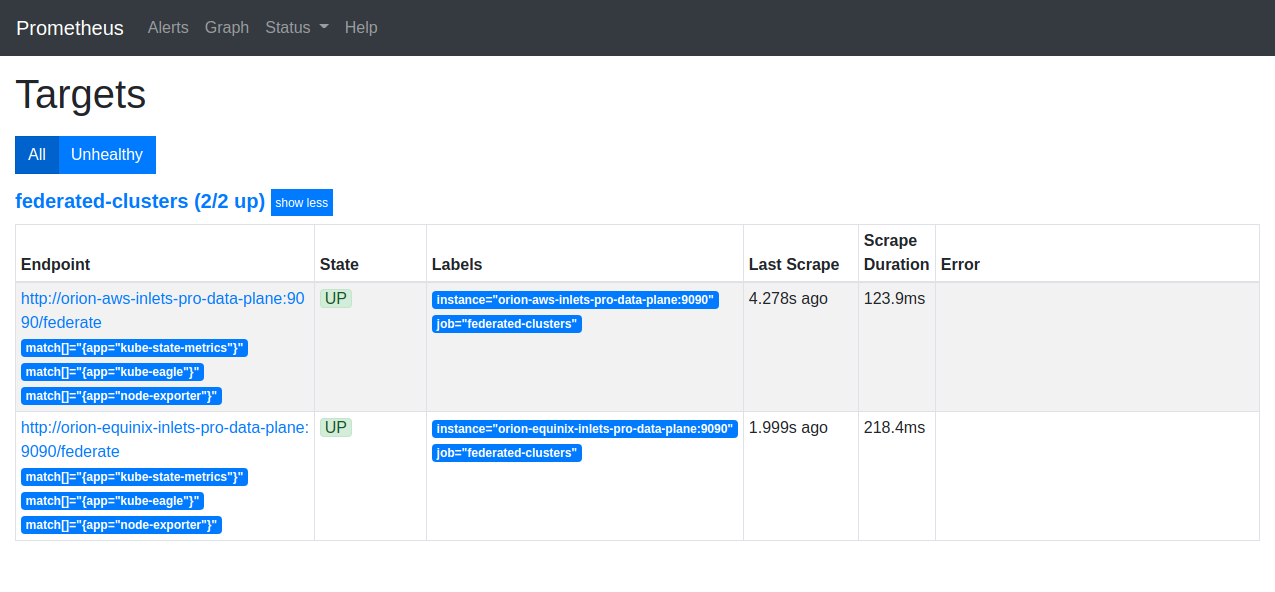 Prometheus Alerts Graph Status Help
Targets
All Unhealthy
federated-clusters (2/2 up) show less
Endpoint State Labels Last Scrape Scrape Duration Error
http://orion-aws-inlets-pro-data-plane:90 UP instance="orion-aws-inlets-pro-data-plane:9090" 4.278s ago 123.9ms
90/federate job="federated-clusters"
match[]="{app="kube-state-metrics"}"
match[]="{app="kube-eagle"}"
match[]="{app="node-exporter"}"
http://orion-equinix-inlets-pro-data-plane: UP instance="orion-equinix-inlets-pro-data-plane:9090" 1.999s ago 218.4ms
9090/federate job="federated-clusters"
match[]="{app="kube-state-metrics"}"
match[]="{app="kube-eagle"}"
match[]="{app="node-exporter"}"